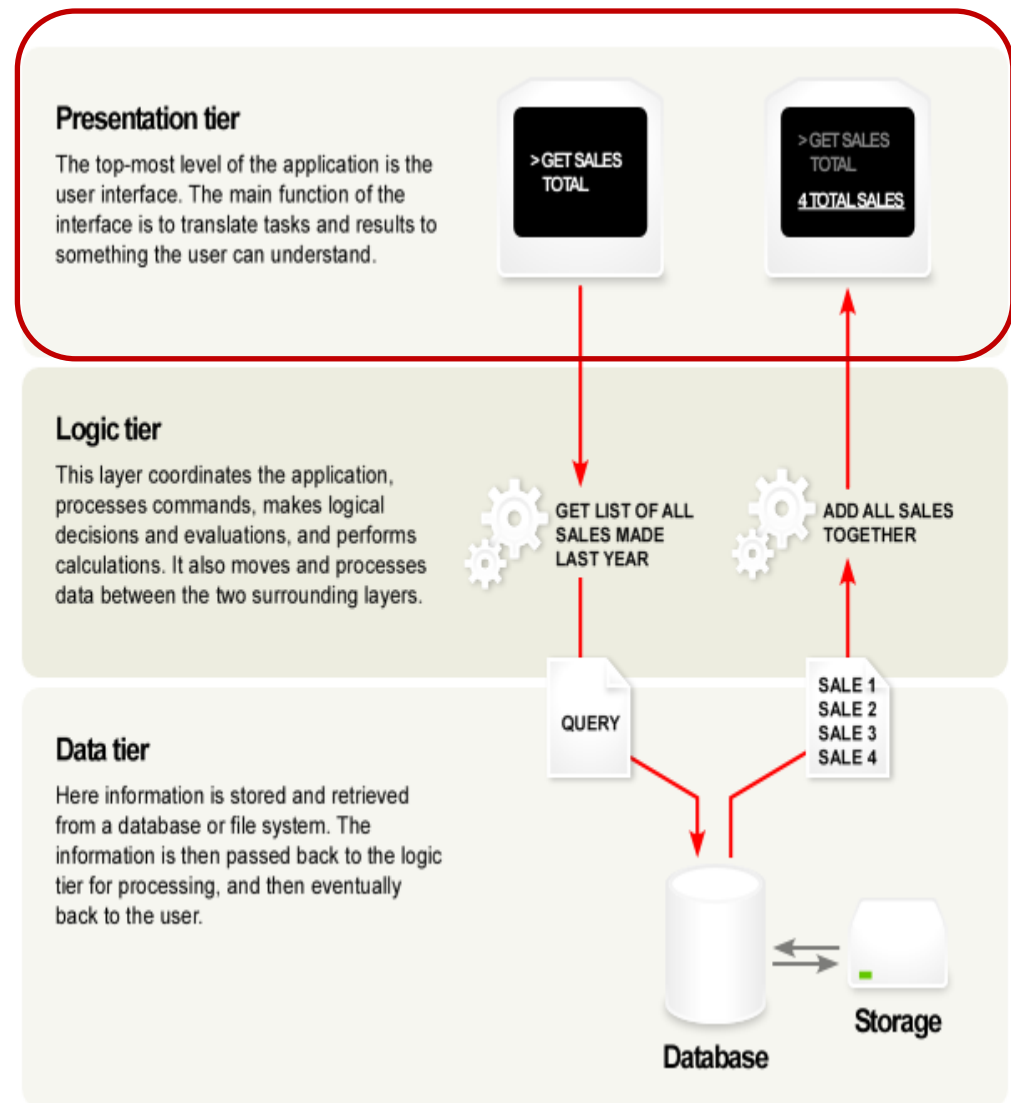 Presentation tier
The top-most level of the application is the
user interface. The main function of the
interface is to translate tasks and results to
something the user can understand.
>GET SALES
TOTAL
>GET SALES
TOTAL
4 TOTAL SALES
Logic tier
This layer coordinates the application,
processes commands, makes logical
decisions and evaluations, and performs
calculations. It also moves and processes
data between the two surrounding layers.
GET LIST OF ALL
SALES MADE
LAST YEAR
ADD ALL SALES
TOGETHER
Data tier
Here information is stored and retrieved
from a database or file system. The
information is then passed back to the logic
tier for processing, and then eventually
back to the user.
QUERY
SALE 1
SALE 2
SALE 3
SALE 4
Database
Storage